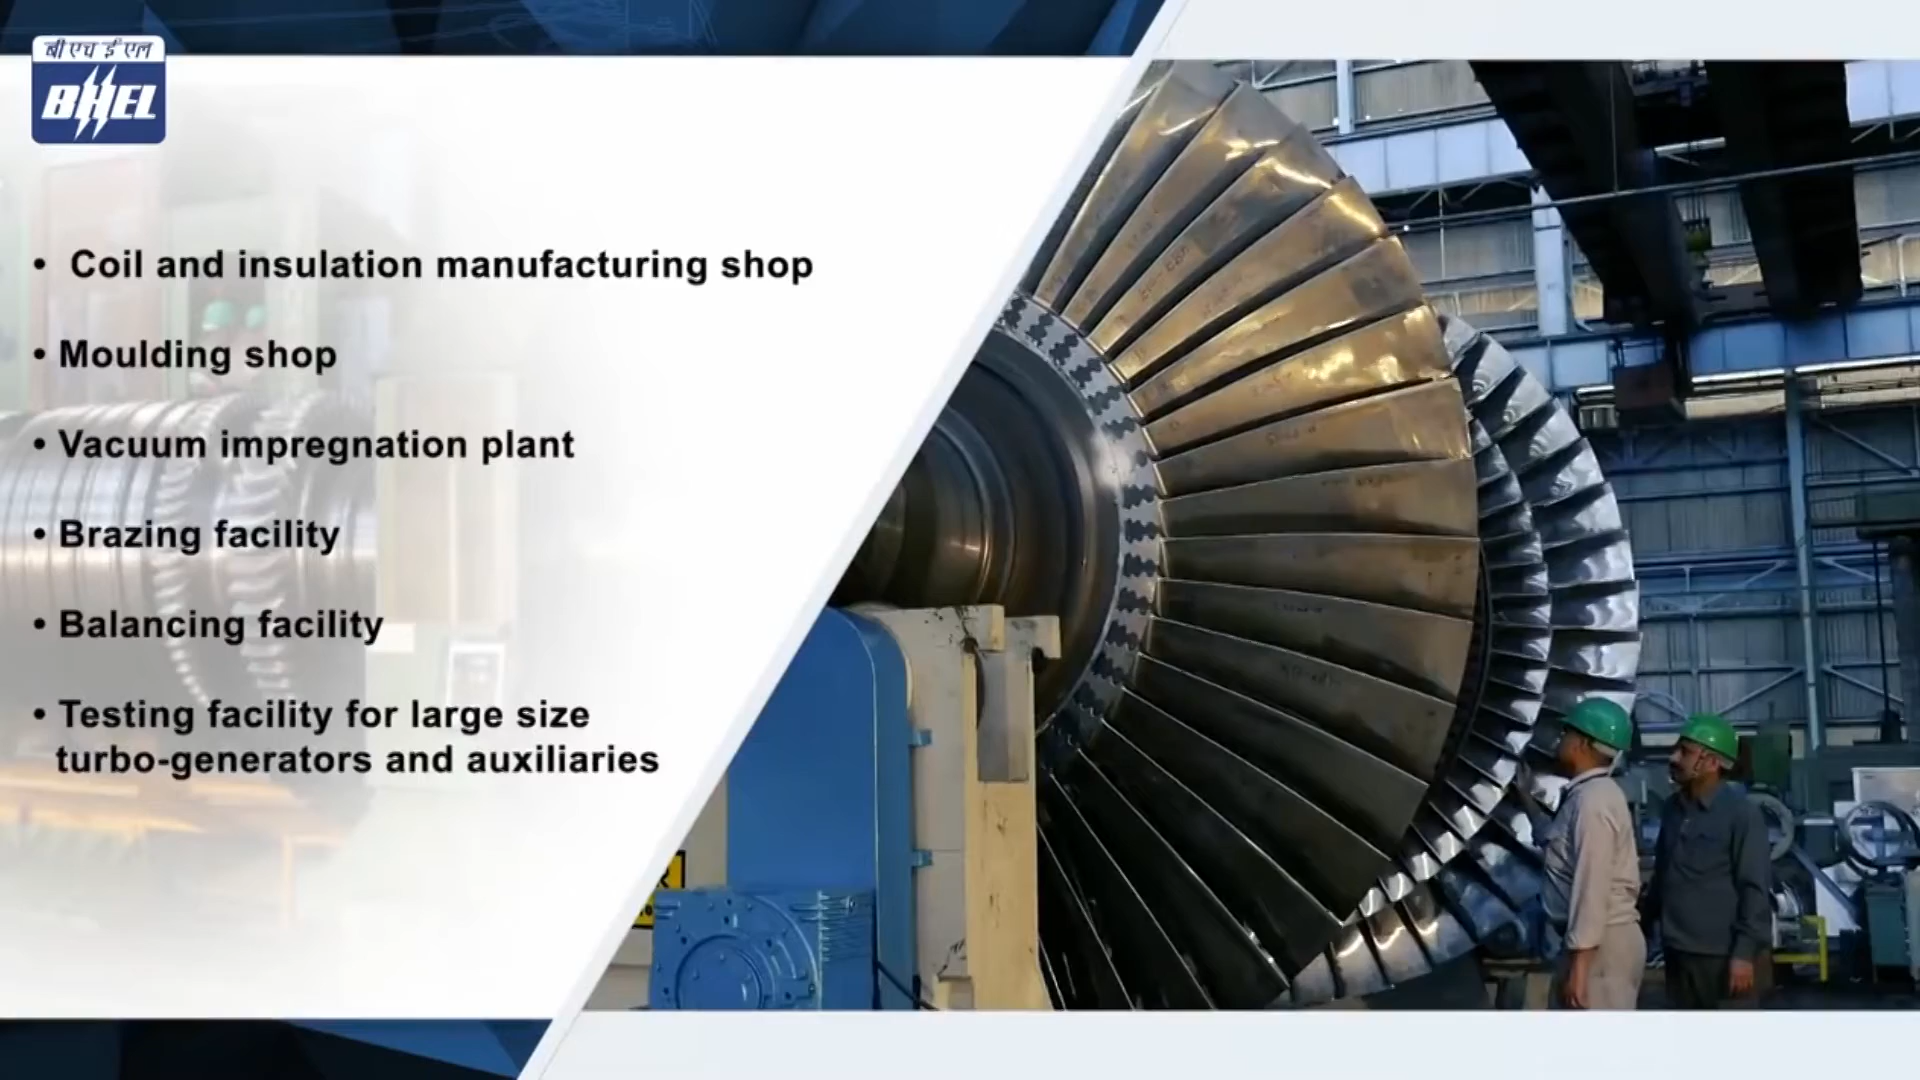 बी एच ई एल
BHEL
• Coil and insulation manufacturing shop
• Moulding shop
• Vacuum impregnation plant
• Brazing facility
• Balancing facility
• Testing facility for large size
turbo-generators and auxiliaries